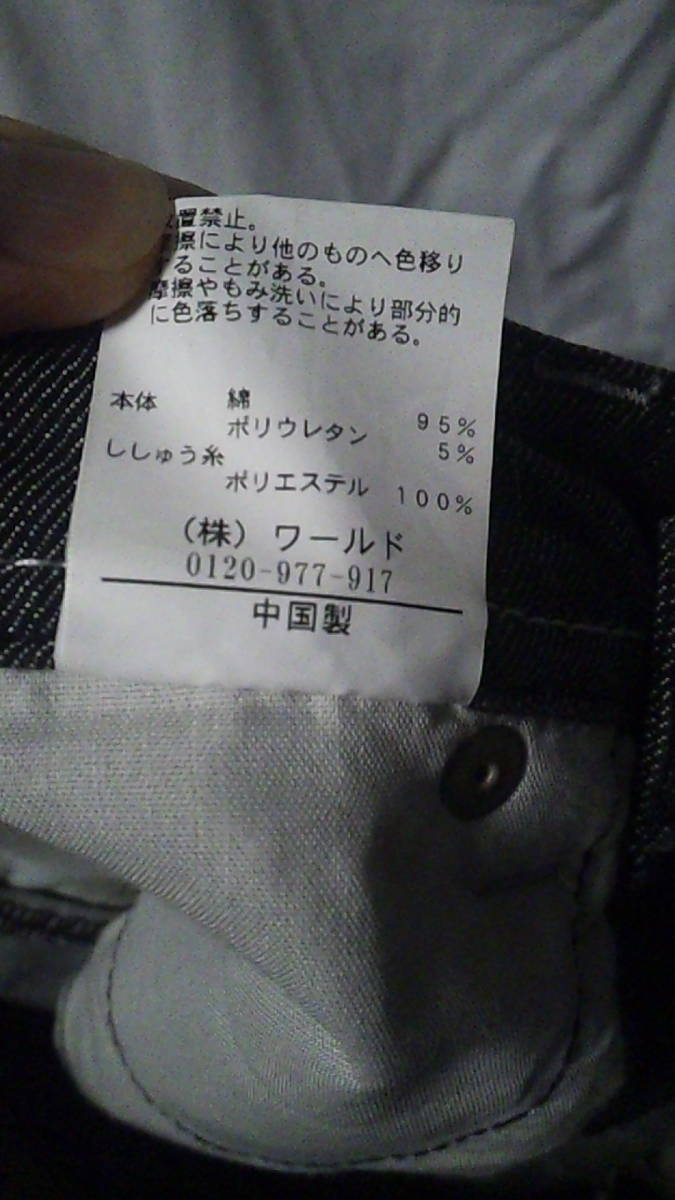 置禁止。
擦により他のものへ色移り
することがある。
摩擦やもみ洗いにより部分的
に色落ちすることがある。
本体 綿 95%
ポリウレタン 5%
ししゅう糸
ポリエステル 100%
(株) ワールド
0120-977-917
中国製